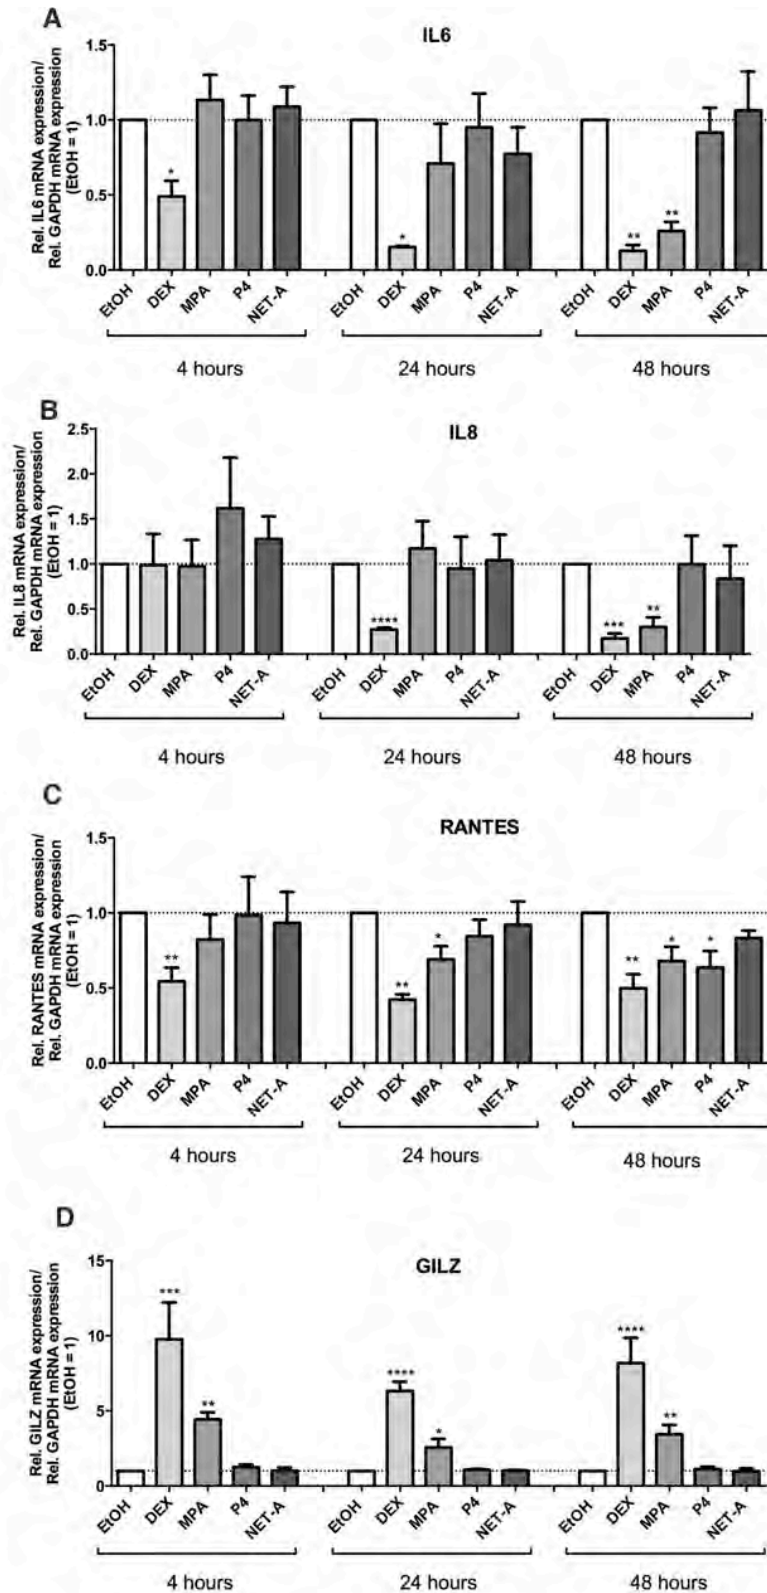 A
IL6
Rel. IL6 mRNA expression/
Rel. GAPDH mRNA expression
(EtOH = 1)
1.5
1.0
0.5
0.0
* * ** **
EtOH DEX MPA P4 NET-A EtOH DEX MPA P4 NET-A EtOH DEX MPA P4 NET-A
4 hours 24 hours 48 hours
B
IL8
Rel. IL8 mRNA expression/
Rel. GAPDH mRNA expression
(EtOH = 1)
2.5
2.0
1.5
1.0
0.5
0.0
**** *** **
EtOH DEX MPA P4 NET-A EtOH DEX MPA P4 NET-A EtOH DEX MPA P4 NET-A
4 hours 24 hours 48 hours
C
RANTES
Rel. RANTES mRNA expression/
Rel. GAPDH mRNA expression
(EtOH = 1)
1.5
1.0
0.5
0.0
** ** * ** * *
EtOH DEX MPA P4 NET-A EtOH DEX MPA P4 NET-A EtOH DEX MPA P4 NET-A
4 hours 24 hours 48 hours
D
GILZ
Rel. GILZ mRNA expression/
Rel. GAPDH mRNA expression
(EtOH = 1)
15
10
5
0
*** ** **** * **** **
EtOH DEX MPA P4 NET-A EtOH DEX MPA P4 NET-A EtOH DEX MPA P4 NET-A
4 hours 24 hours 48 hours